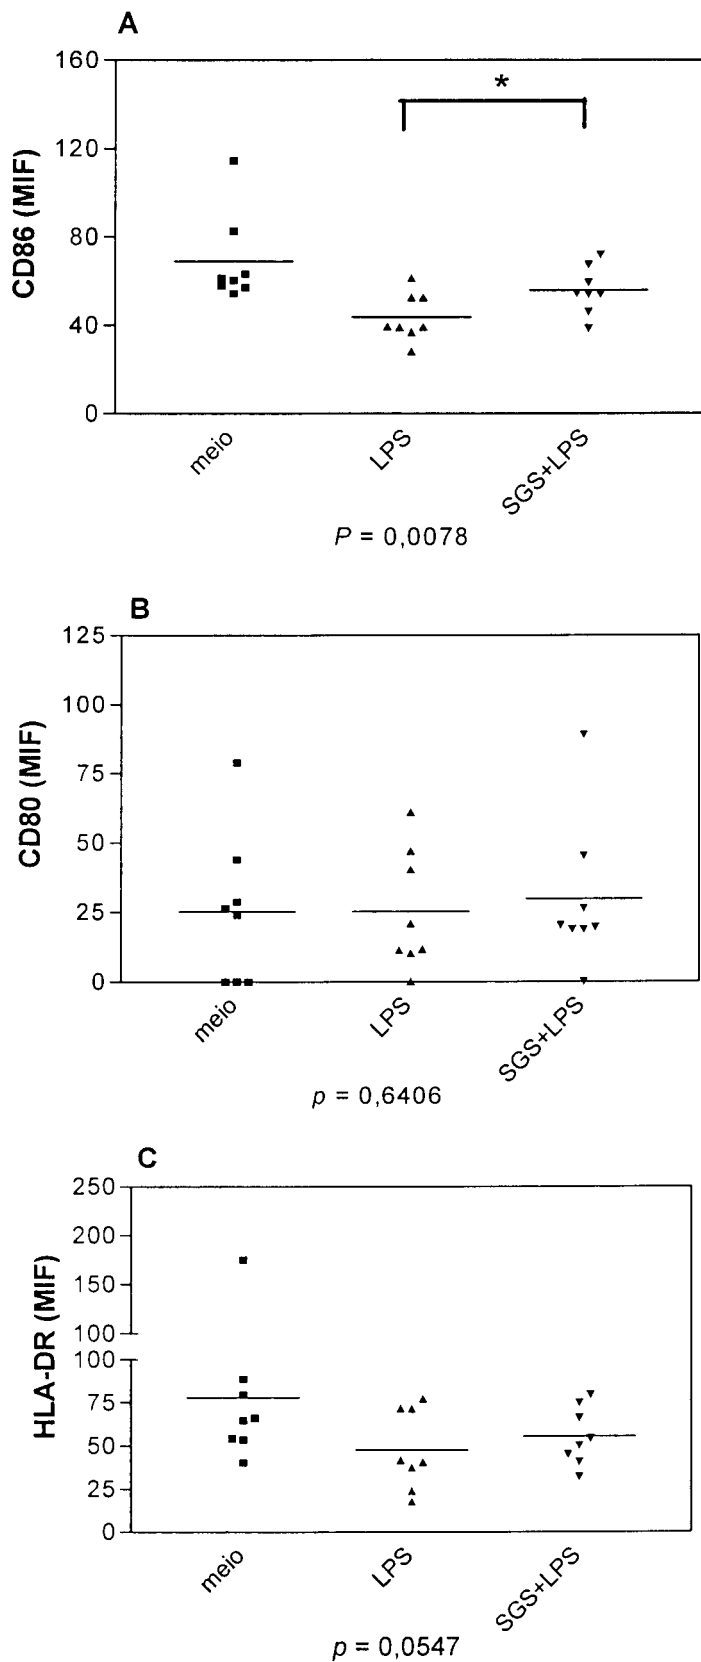 A
CD86 (MIF)
160
120
80
40
0
*
meio
LPS
SGS+LPS
P = 0,0078
B
CD80 (MIF)
125
100
75
50
25
0
meio
LPS
SGS+LPS
p = 0,6406
C
HLA-DR (MIF)
250
200
150
100
100
75
50
25
0
meio
LPS
SGS+LPS
p = 0,0547